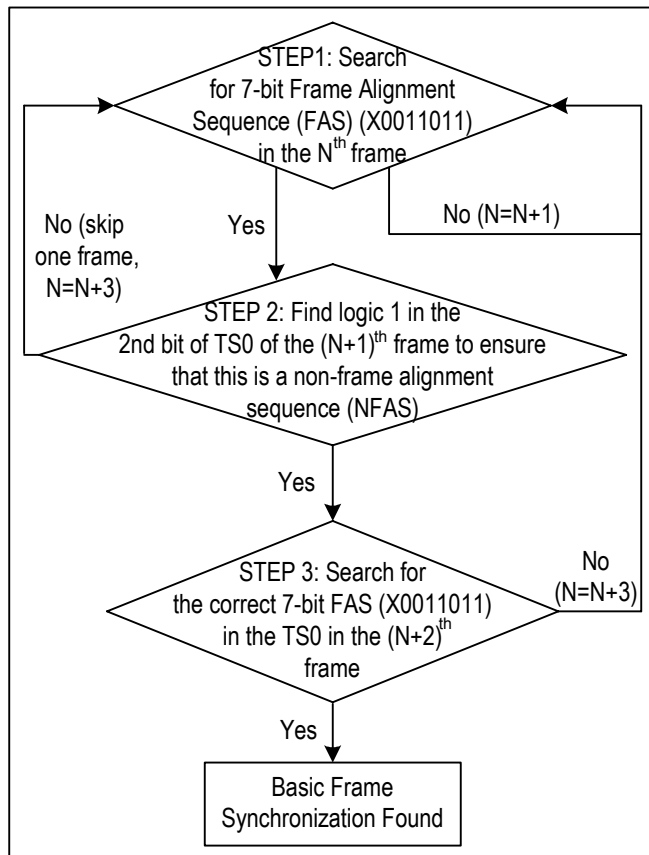 STEP1: Search
for 7-bit Frame Alignment
Sequence (FAS) (X0011011)
in the Nth frame
No (N=N+1)
Yes
No (skip
one frame,
N=N+3)
STEP 2: Find logic 1 in the
2nd bit of TS0 of the (N+1)th frame to ensure
that this is a non-frame alignment
sequence (NFAS)
Yes
STEP 3: Search for
the correct 7-bit FAS (X0011011)
in the TS0 in the (N+2)th
frame
No
(N=N+3)
Yes
Basic Frame
Synchronization Found